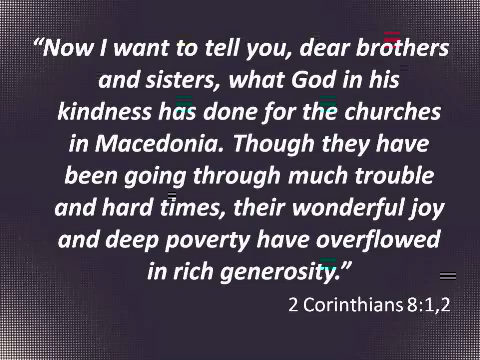 “Now I want to tell you, dear brothers
and sisters, what God in his
kindness has done for the churches
in Macedonia. Though they have
been going through much trouble
and hard times, their wonderful joy
and deep poverty have overflowed
in rich generosity.”
2 Corinthians 8:1,2